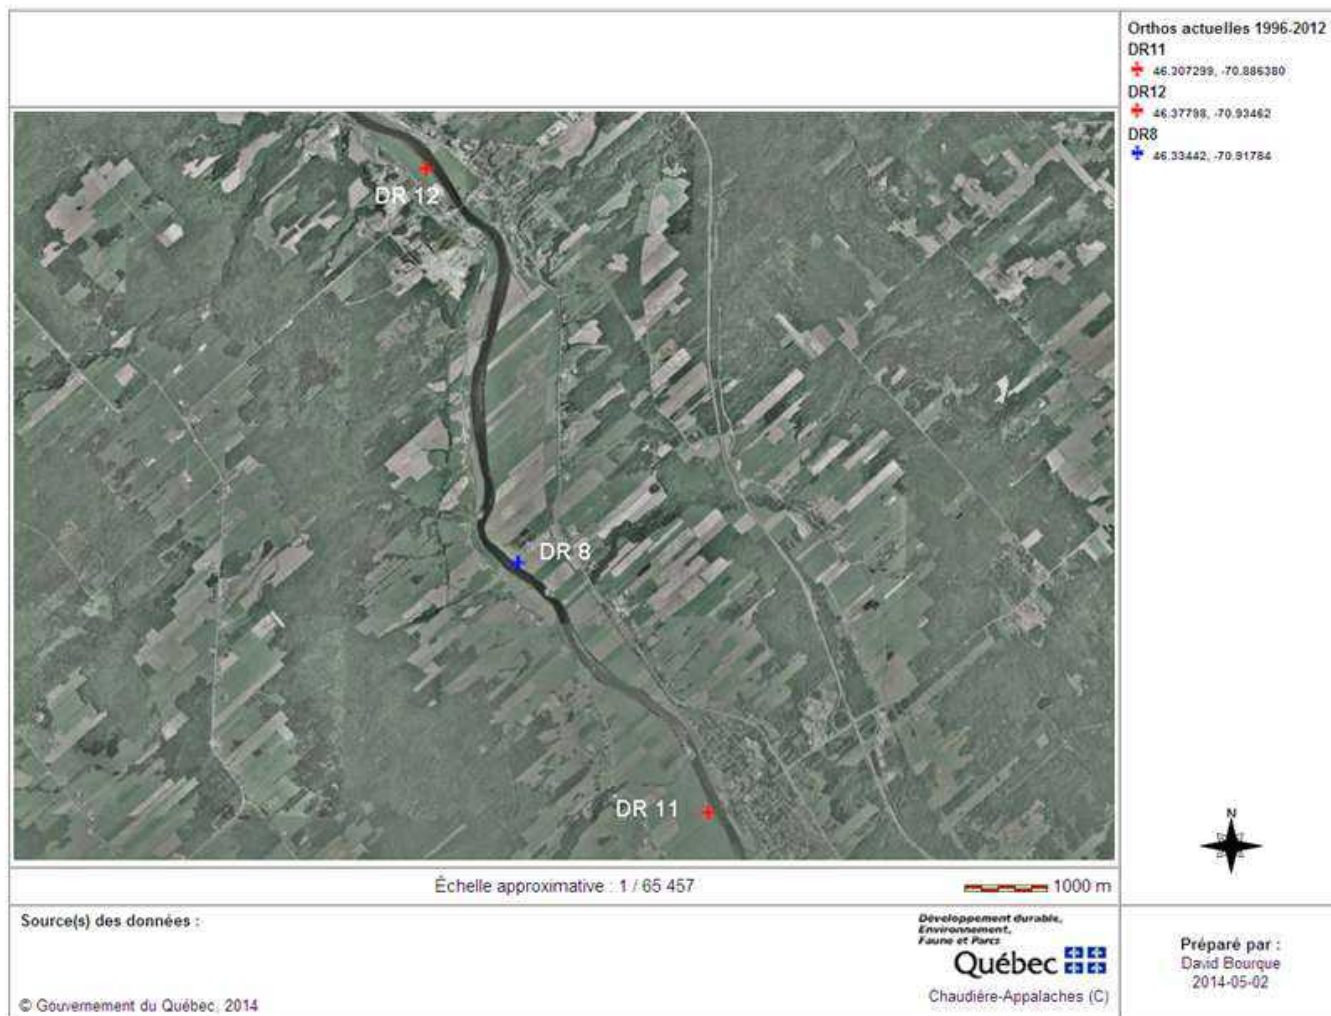 Orthos actuelles 1996-2012
DR11
46.307299, -70.886380
DR12
46.37798, -70.93462
DR8
46.33442, -70.91784
DR 12
DR 8
DR 11
N
Échelle approximative : 1 / 65 457
1000 m
Source(s) des données :
© Gouvernement du Québec, 2014
Développement durable,
Environnement,
Faune et Parcs
Québec
Chaudière-Appalaches (C)
Préparé par :
David Bourque
2014-05-02